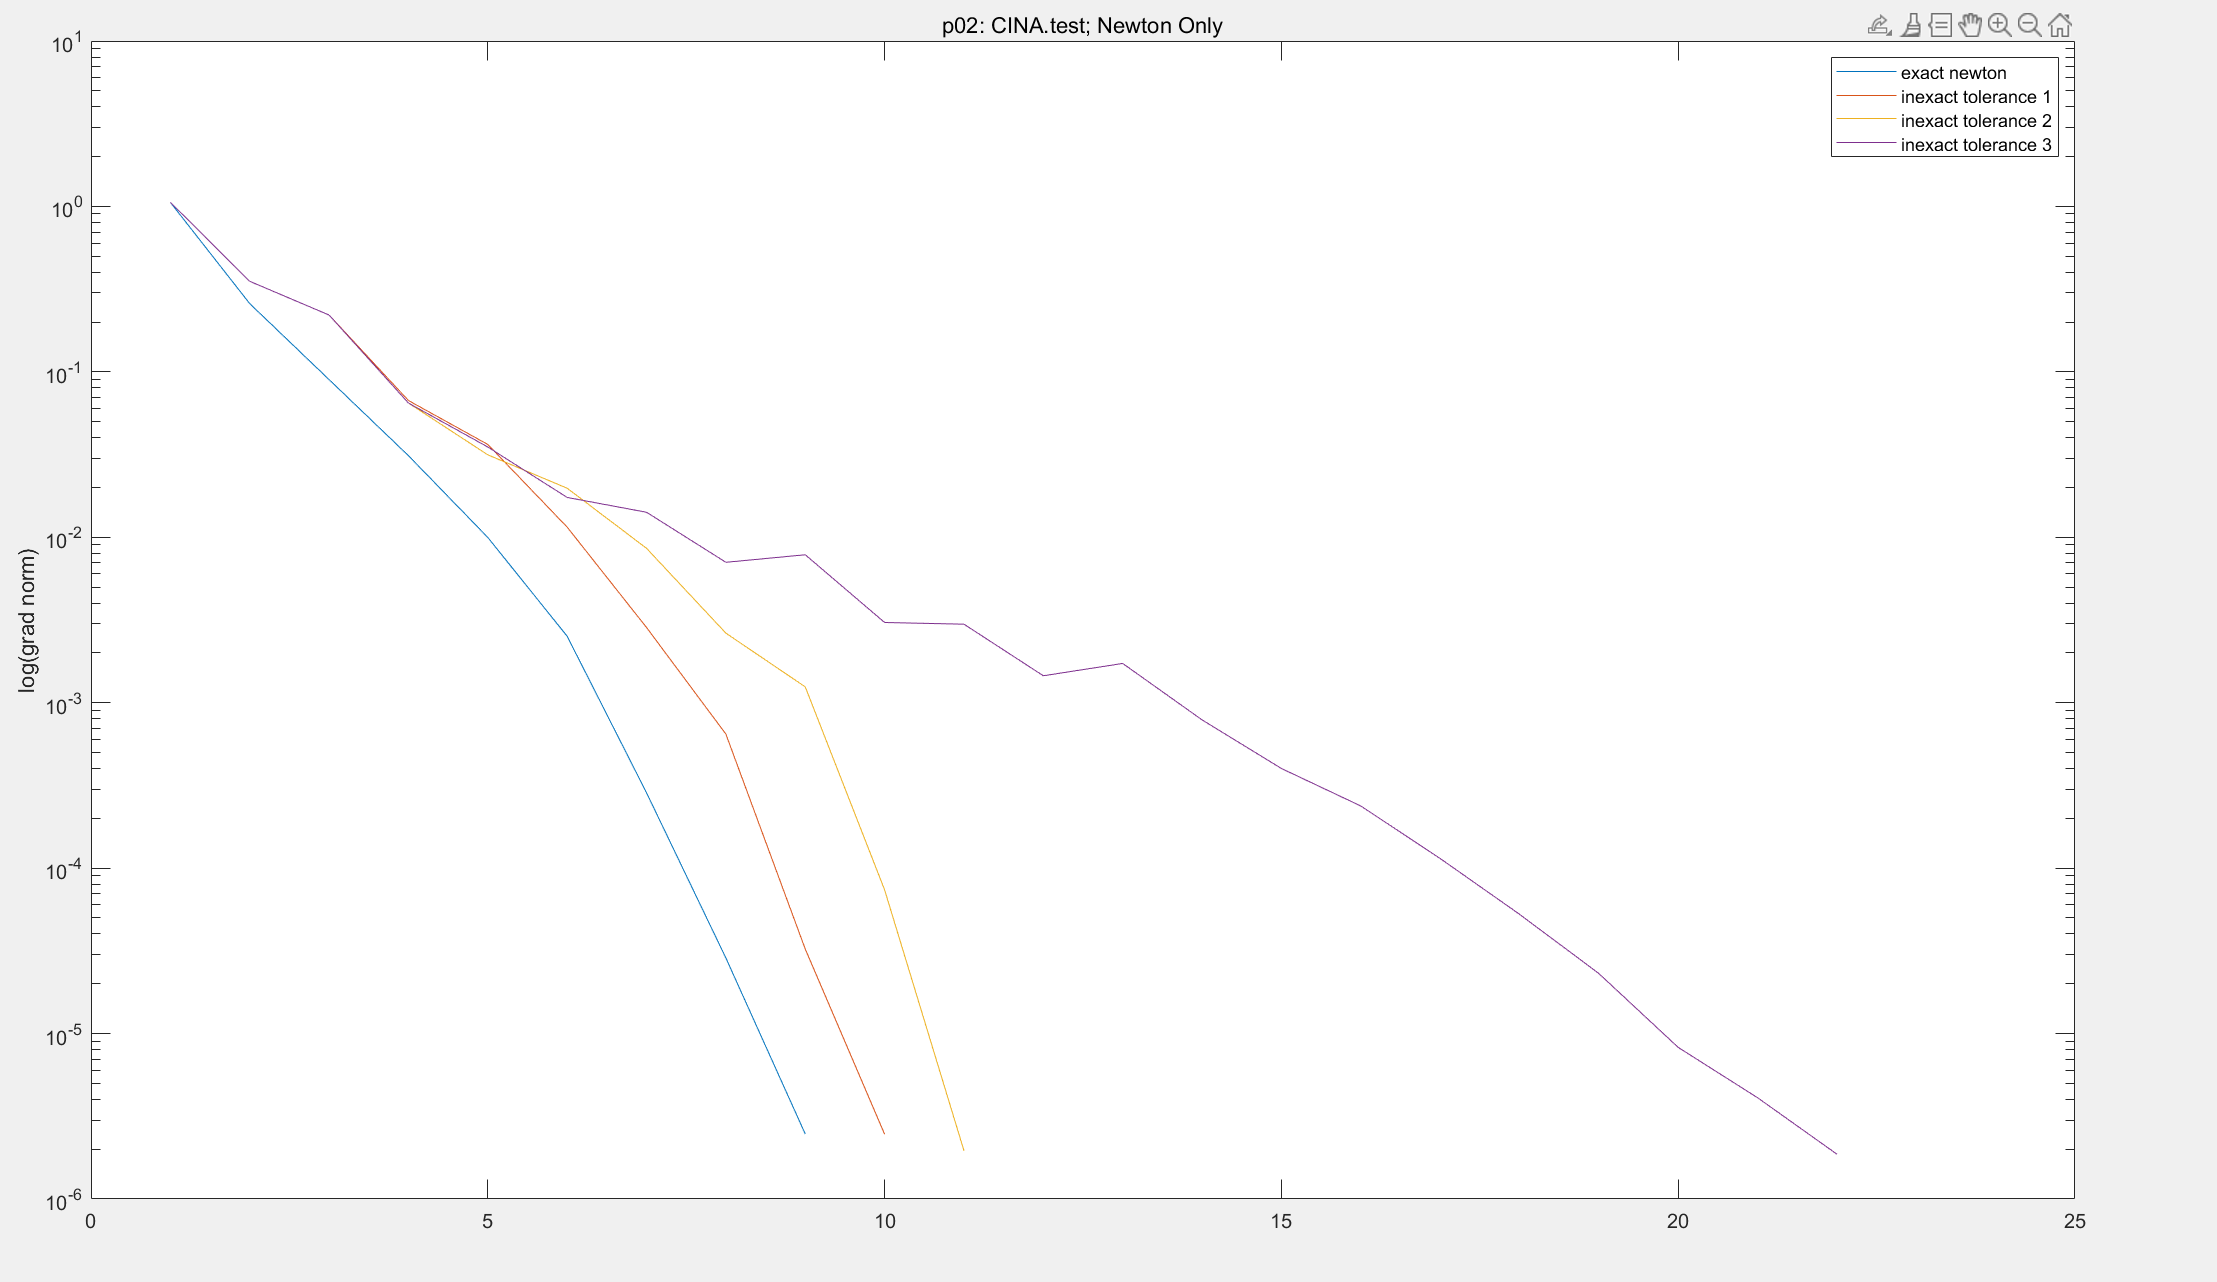 p02: CINA.test; Newton Only
exact newton
inexact tolerance 1
inexact tolerance 2
inexact tolerance 3
log(grad norm)
10^1
10^0
10^-1
10^-2
10^-3
10^-4
10^-5
10^-6
0 5 10 15 20 25